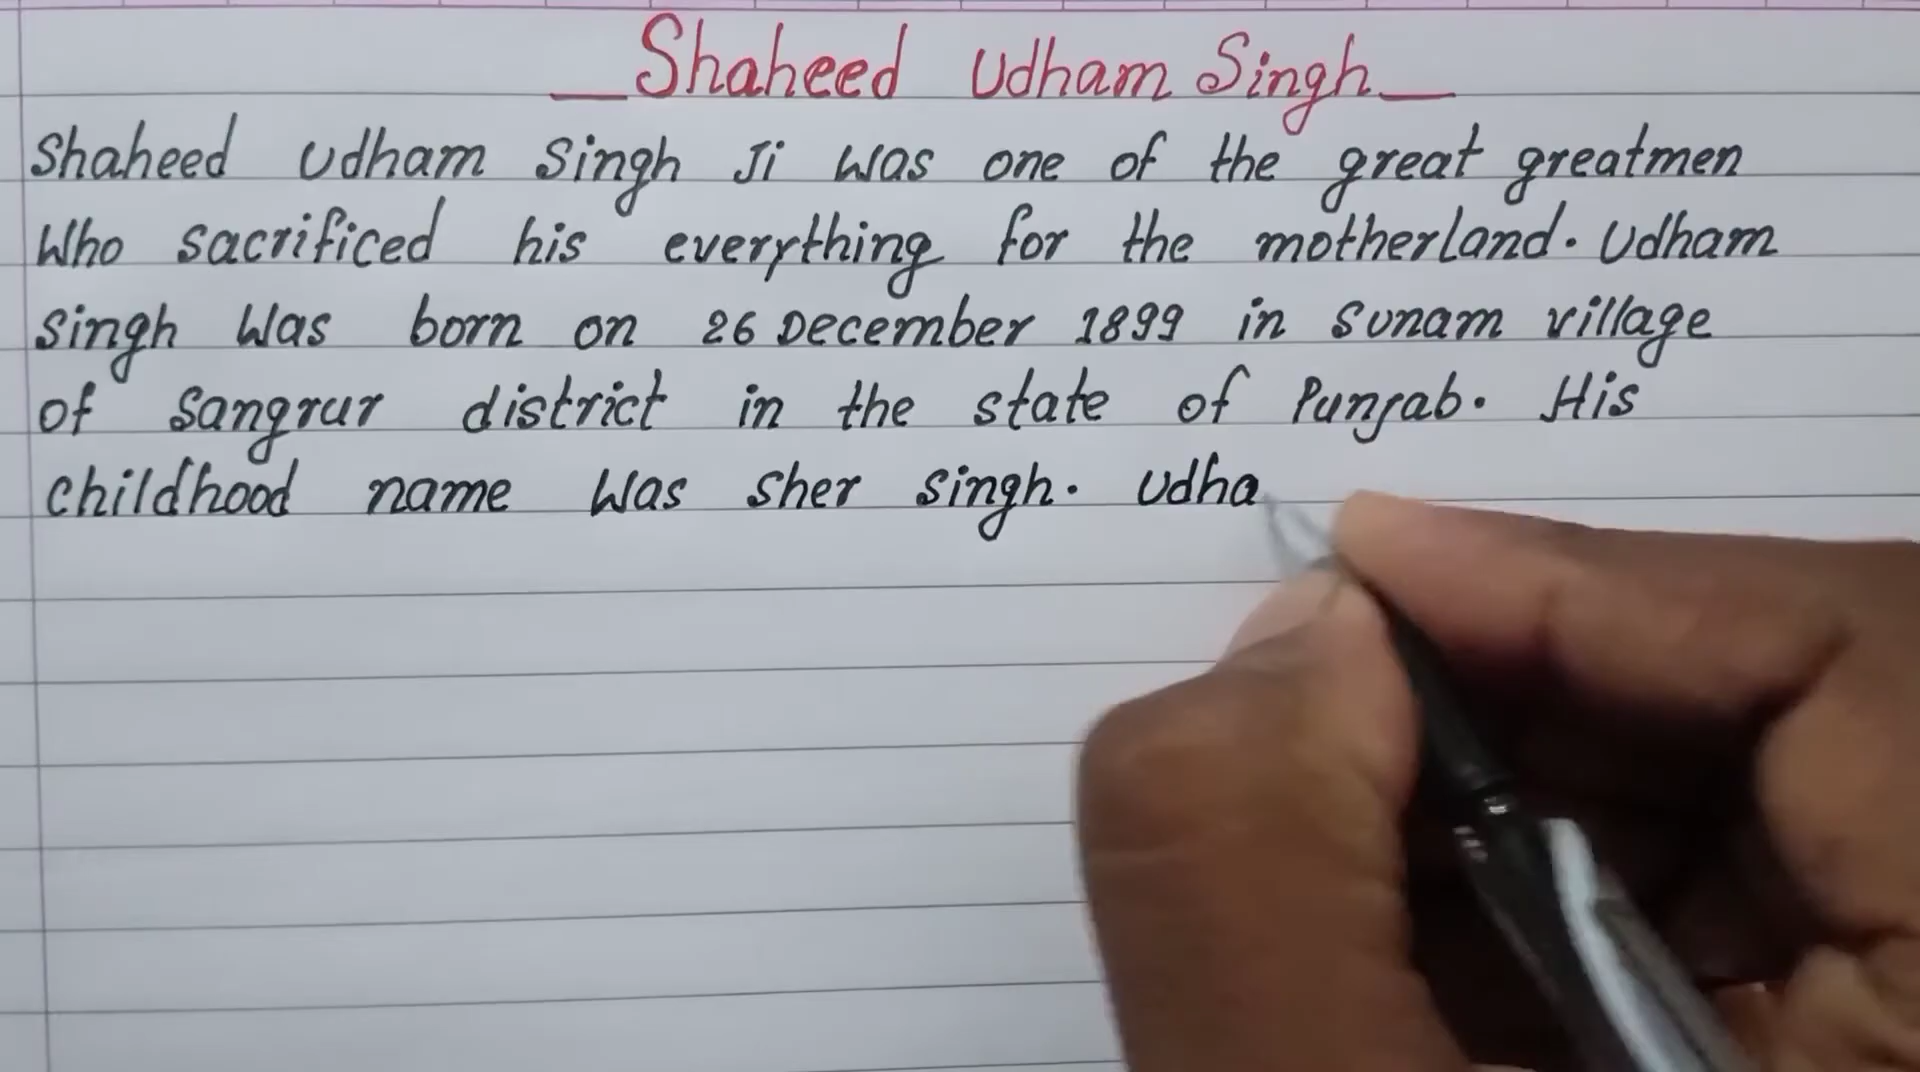 Shaheed Udham Singh
Shaheed Udham Singh Ji was one of the great greatmen
who sacrificed his everything for the motherland. Udham
Singh was born on 26 December 1899 in Sunam village
of Sangrur district in the state of Punjab. His
childhood name was Sher Singh. Udha